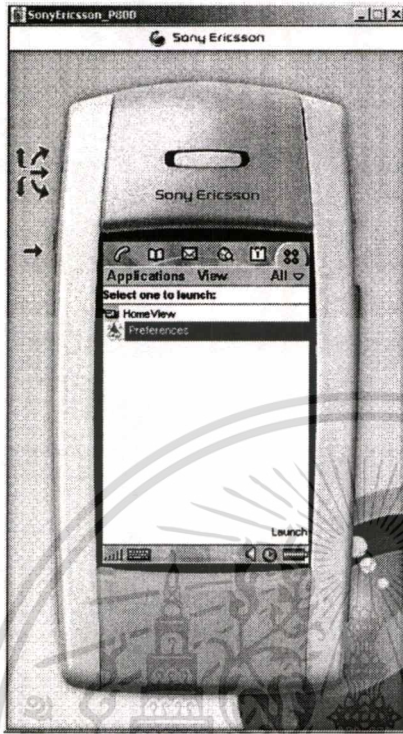 SonyEricsson_P800
Sony Ericsson
Sony Ericsson
Applications View All
Select one to launch:
HomeView
Preferences
Launch